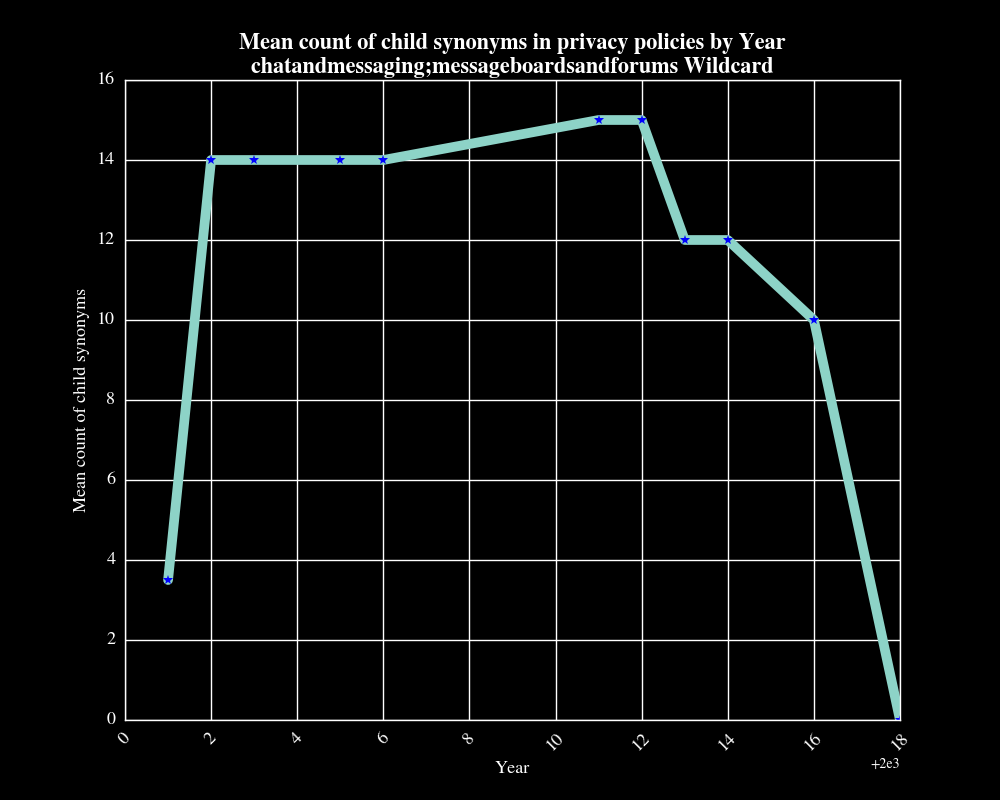 Mean count of child synonyms in privacy policies by Year
chatandmessaging;messageboardsandforums Wildcard
16
14
12
10
8
6
4
2
0
Mean count of child synonyms
0 2 4 6 8 10 12 14 16 18
Year
+2e3